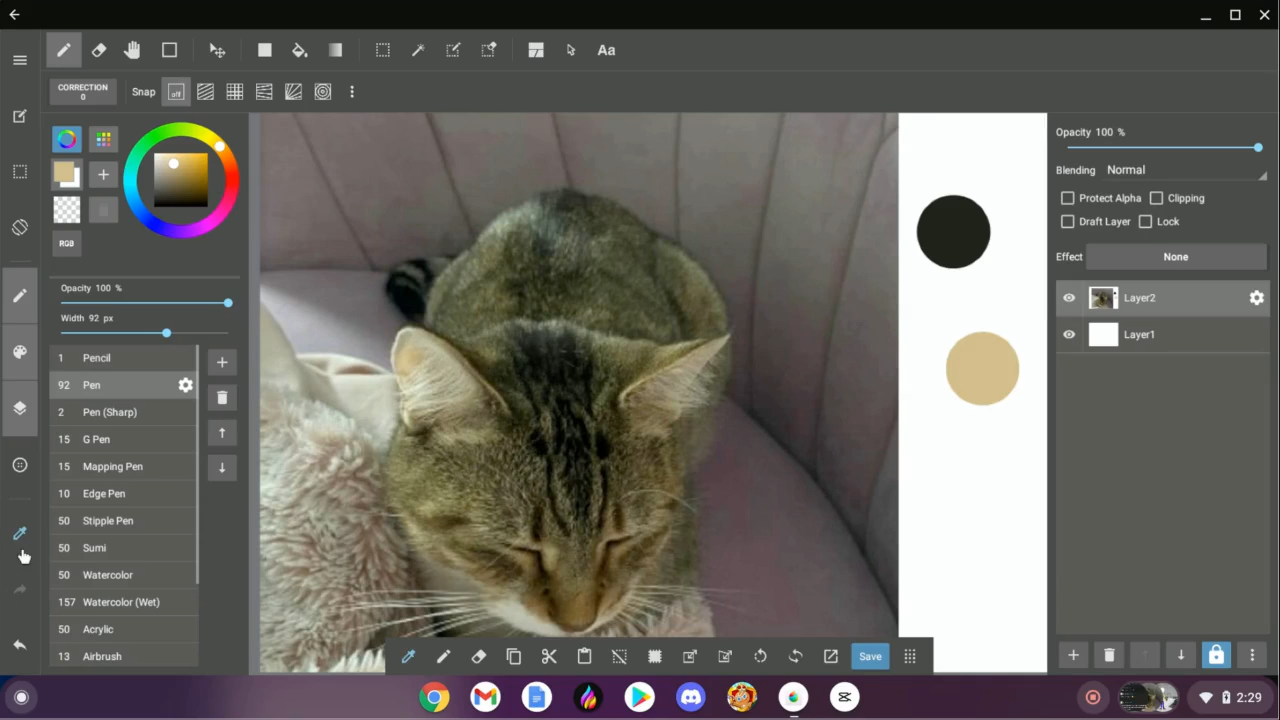 Aa
CORRECTION
0
Snap
off
RGB
Opacity 100 %
Width 92 px
1 Pencil
92 Pen
2 Pen (Sharp)
15 G Pen
15 Mapping Pen
10 Edge Pen
50 Stipple Pen
50 Sumi
50 Watercolor
157 Watercolor (Wet)
50 Acrylic
13 Airbrush
Opacity 100 %
Blending Normal
Protect Alpha Clipping
Draft Layer Lock
Effect None
Layer2
Layer1
Save
2:29